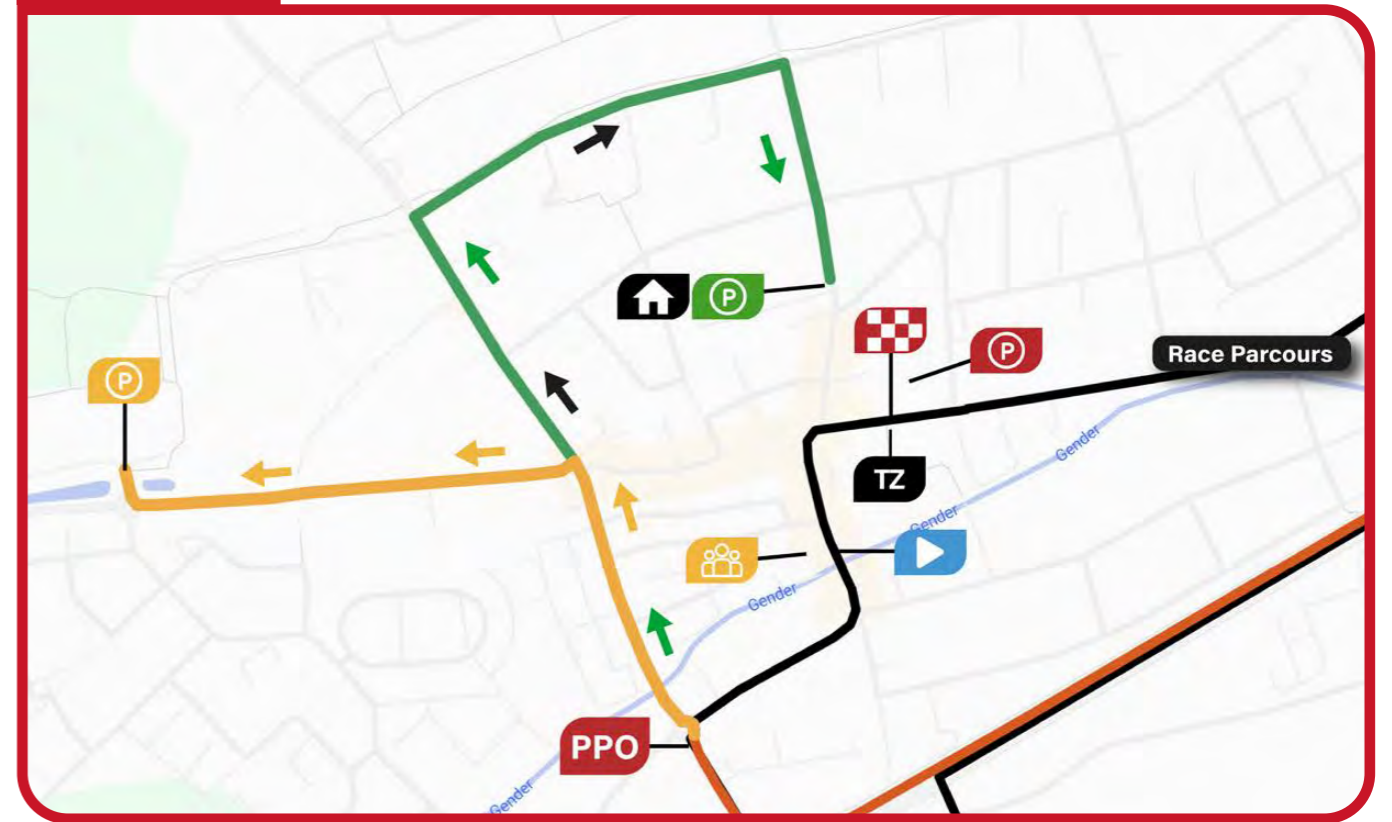 P
P
P
Race Parcours
Gender
TZ
Gender
Gender
PPO
Gender